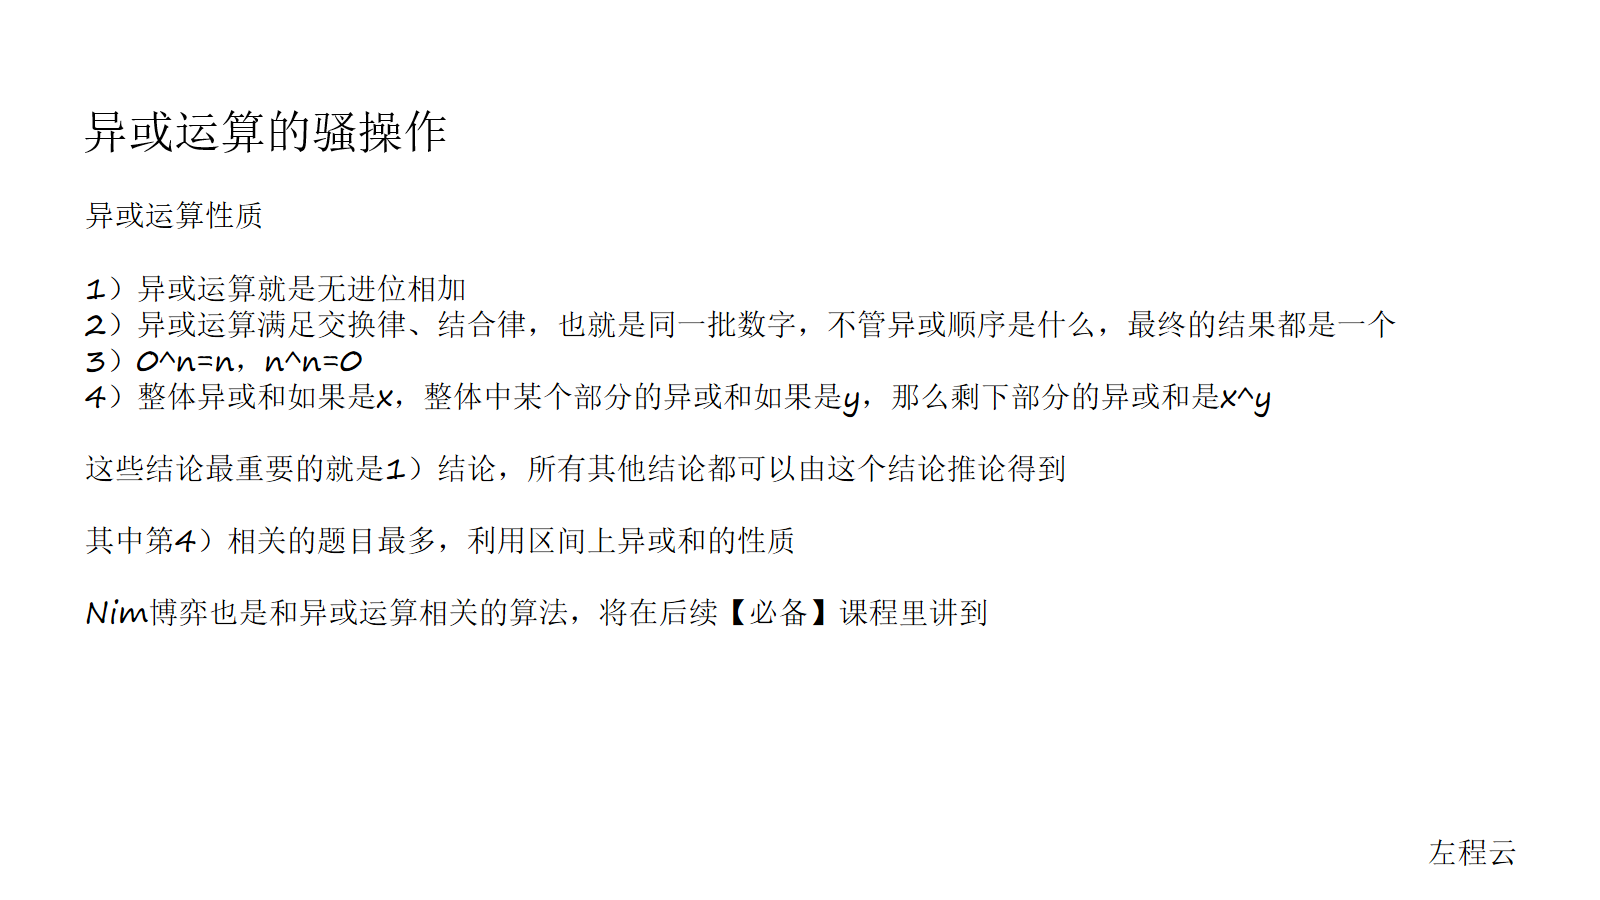 异或运算的骚操作
异或运算性质
1）异或运算就是无进位相加
2）异或运算满足交换律、结合律，也就是同一批数字，不管异或顺序是什么，最终的结果都是一个
3）0^n=n，n^n=0
4）整体异或和如果是x，整体中某个部分的异或和如果是y，那么剩下部分的异或和是x^y
这些结论最重要的就是1）结论，所有其他结论都可以由这个结论推论得到
其中第4）相关的题目最多，利用区间上异或和的性质
Nim博弈也是和异或运算相关的算法，将在后续【必备】课程里讲到
左程云